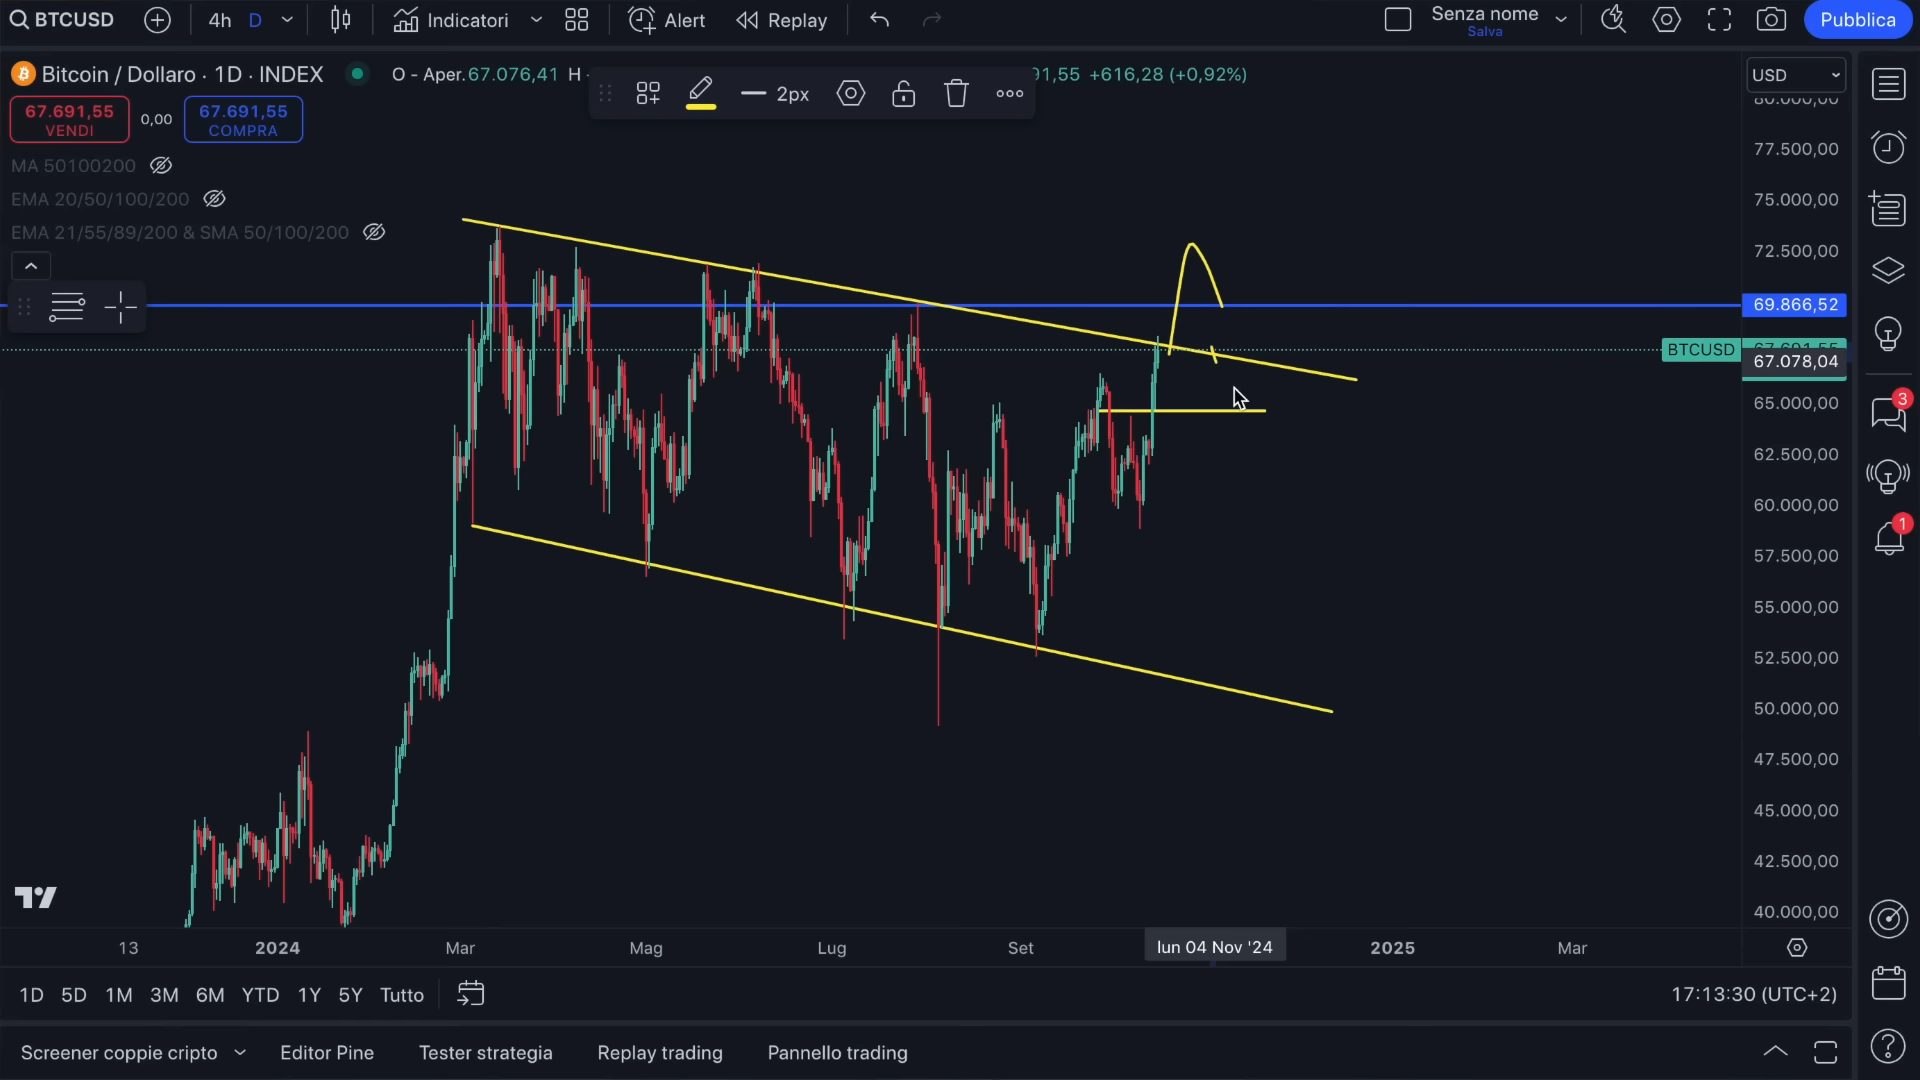 BTCUSD 4h D Indicatori Alert Replay Senza nome Pubblica
Salva
Bitcoin / Dollaro · 1D · INDEX O - Aper.67.076,41 H - 91,55 +616,28 (+0,92%) USD
67.691,55 0,00 67.691,55
VENDI COMPRA
80.000,00
77.500,00
MA 50100200
EMA 20/50/100/200
75.000,00
EMA 21/55/89/200 & SMA 50/100/200
72.500,00
69.866,52
BTCUSD 67.691,55
67.078,04
65.000,00
3
62.500,00
60.000,00
1
57.500,00
55.000,00
52.500,00
50.000,00
47.500,00
45.000,00
42.500,00
40.000,00
13 2024 Mar Mag Lug Set lun 04 Nov '24 2025 Mar
1D 5D 1M 3M 6M YTD 1Y 5Y Tutto 17:13:30 (UTC+2)
Screener coppie cripto Editor Pine Tester strategia Replay trading Pannello trading
2px